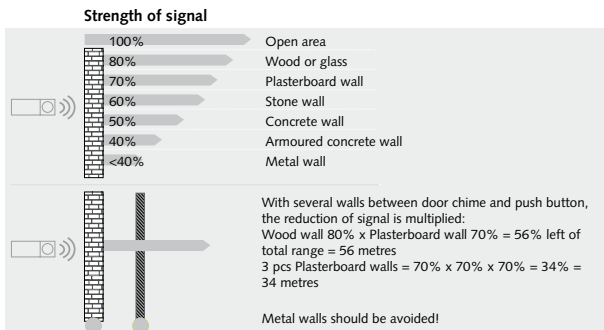 Strength of signal
100% Open area
80% Wood or glass
70% Plasterboard wall
60% Stone wall
50% Concrete wall
40% Armoured concrete wall
<40% Metal wall
With several walls between door chime and push button,
the reduction of signal is multiplied:
Wood wall 80% x Plasterboard wall 70% = 56% left of
total range = 56 metres
3 pcs Plasterboard walls = 70% x 70% x 70% = 34% =
34 metres
Metal walls should be avoided!